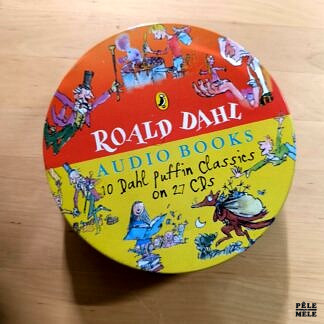 ROALD DAHL
AUDIO BOOKS
10 Dahl puffin Classics
on 27 CDs
PÊLE
MÊLE